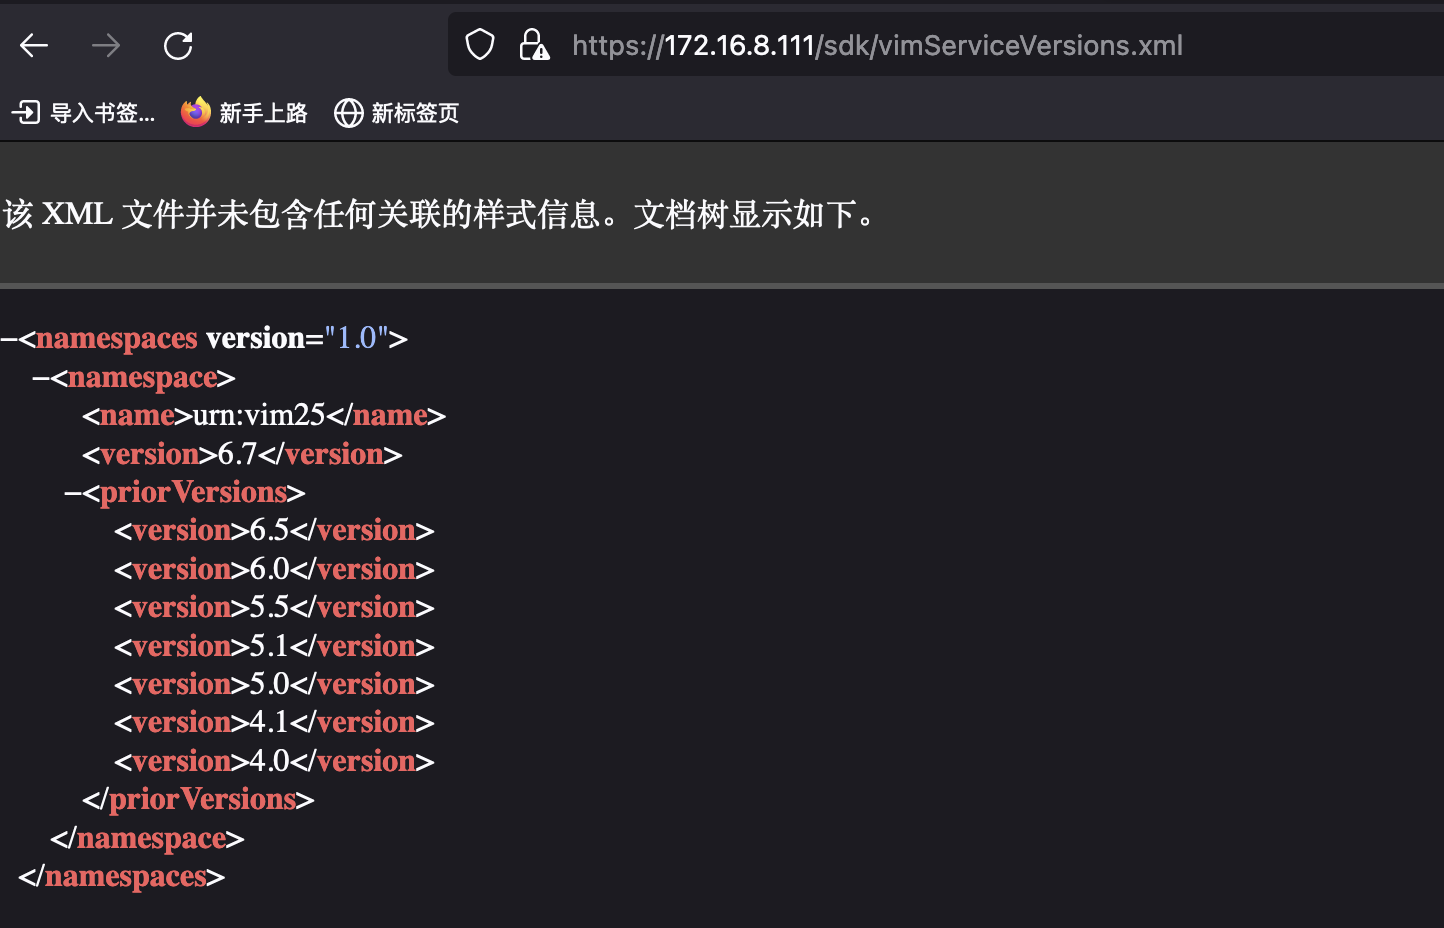 https://172.16.8.111/sdk/vimServiceVersions.xml
导入书签... 新手上路 新标签页
该 XML 文件并未包含任何关联的样式信息。文档树显示如下。
–<namespaces version="1.0">
–<namespace>
<name>urn:vim25</name>
<version>6.7</version>
–<priorVersions>
<version>6.5</version>
<version>6.0</version>
<version>5.5</version>
<version>5.1</version>
<version>5.0</version>
<version>4.1</version>
<version>4.0</version>
</priorVersions>
</namespace>
</namespaces>